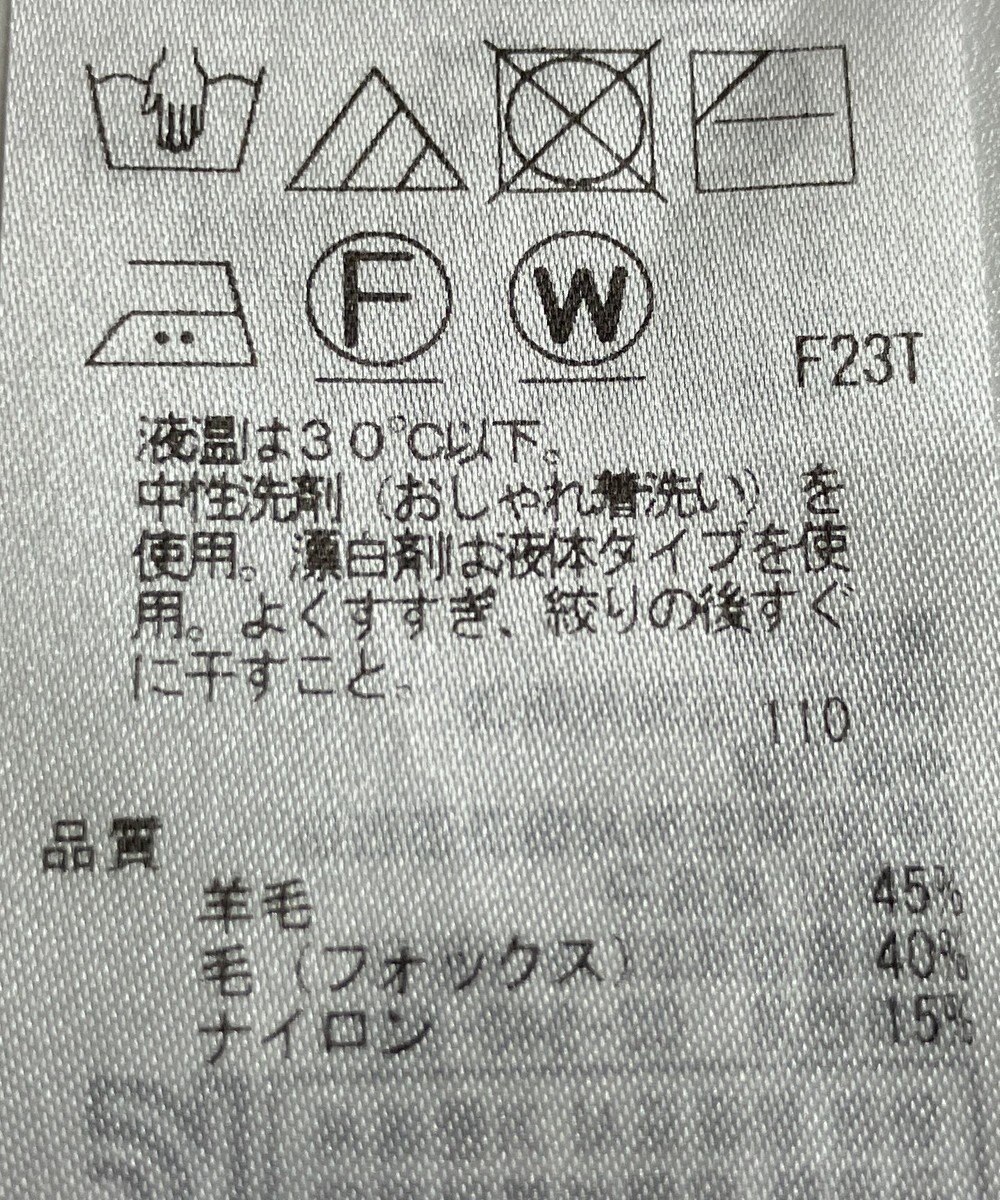 F W
F23T
液温は30℃以下。
中性洗剤（おしゃれ着洗い）を
使用。漂白剤は液体タイプを使
用。よくすすぎ、絞りの後すぐ
に干すこと。
110
品質
羊毛 45%
毛（フォックス） 40%
ナイロン 15%